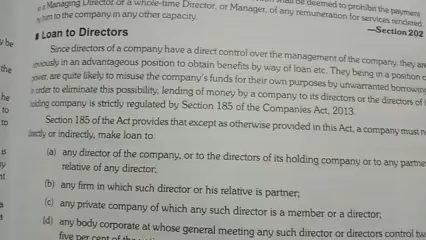 shall be deemed to prohibit the payment
a Managing Director or a whole-time Director, or Manager, of any remuneration for services rendered
him to the company in any other capacity.
—Section 202
Loan to Directors
Since directors of a company have a direct control over the management of the company, they are
in an advantageous position to obtain benefits by way of loan etc. They being in a position of
power, are quite likely to misuse the company's funds for their own purposes by unwarranted borrowing
order to eliminate this possibility, lending of money by a company to its directors or the directors of
holding company is strictly regulated by Section 185 of the Companies Act, 2013.
Section 185 of the Act provides that except as otherwise provided in this Act, a company must
directly or indirectly, make loan to:
(a) any director of the company, or to the directors of its holding company or to any
relative of any director;
(b) any firm in which such director or his relative is partner;
(c) any private company of which any such director is a member or a director;
(d) any body corporate at whose general meeting any such director or directors control
five per cent of the